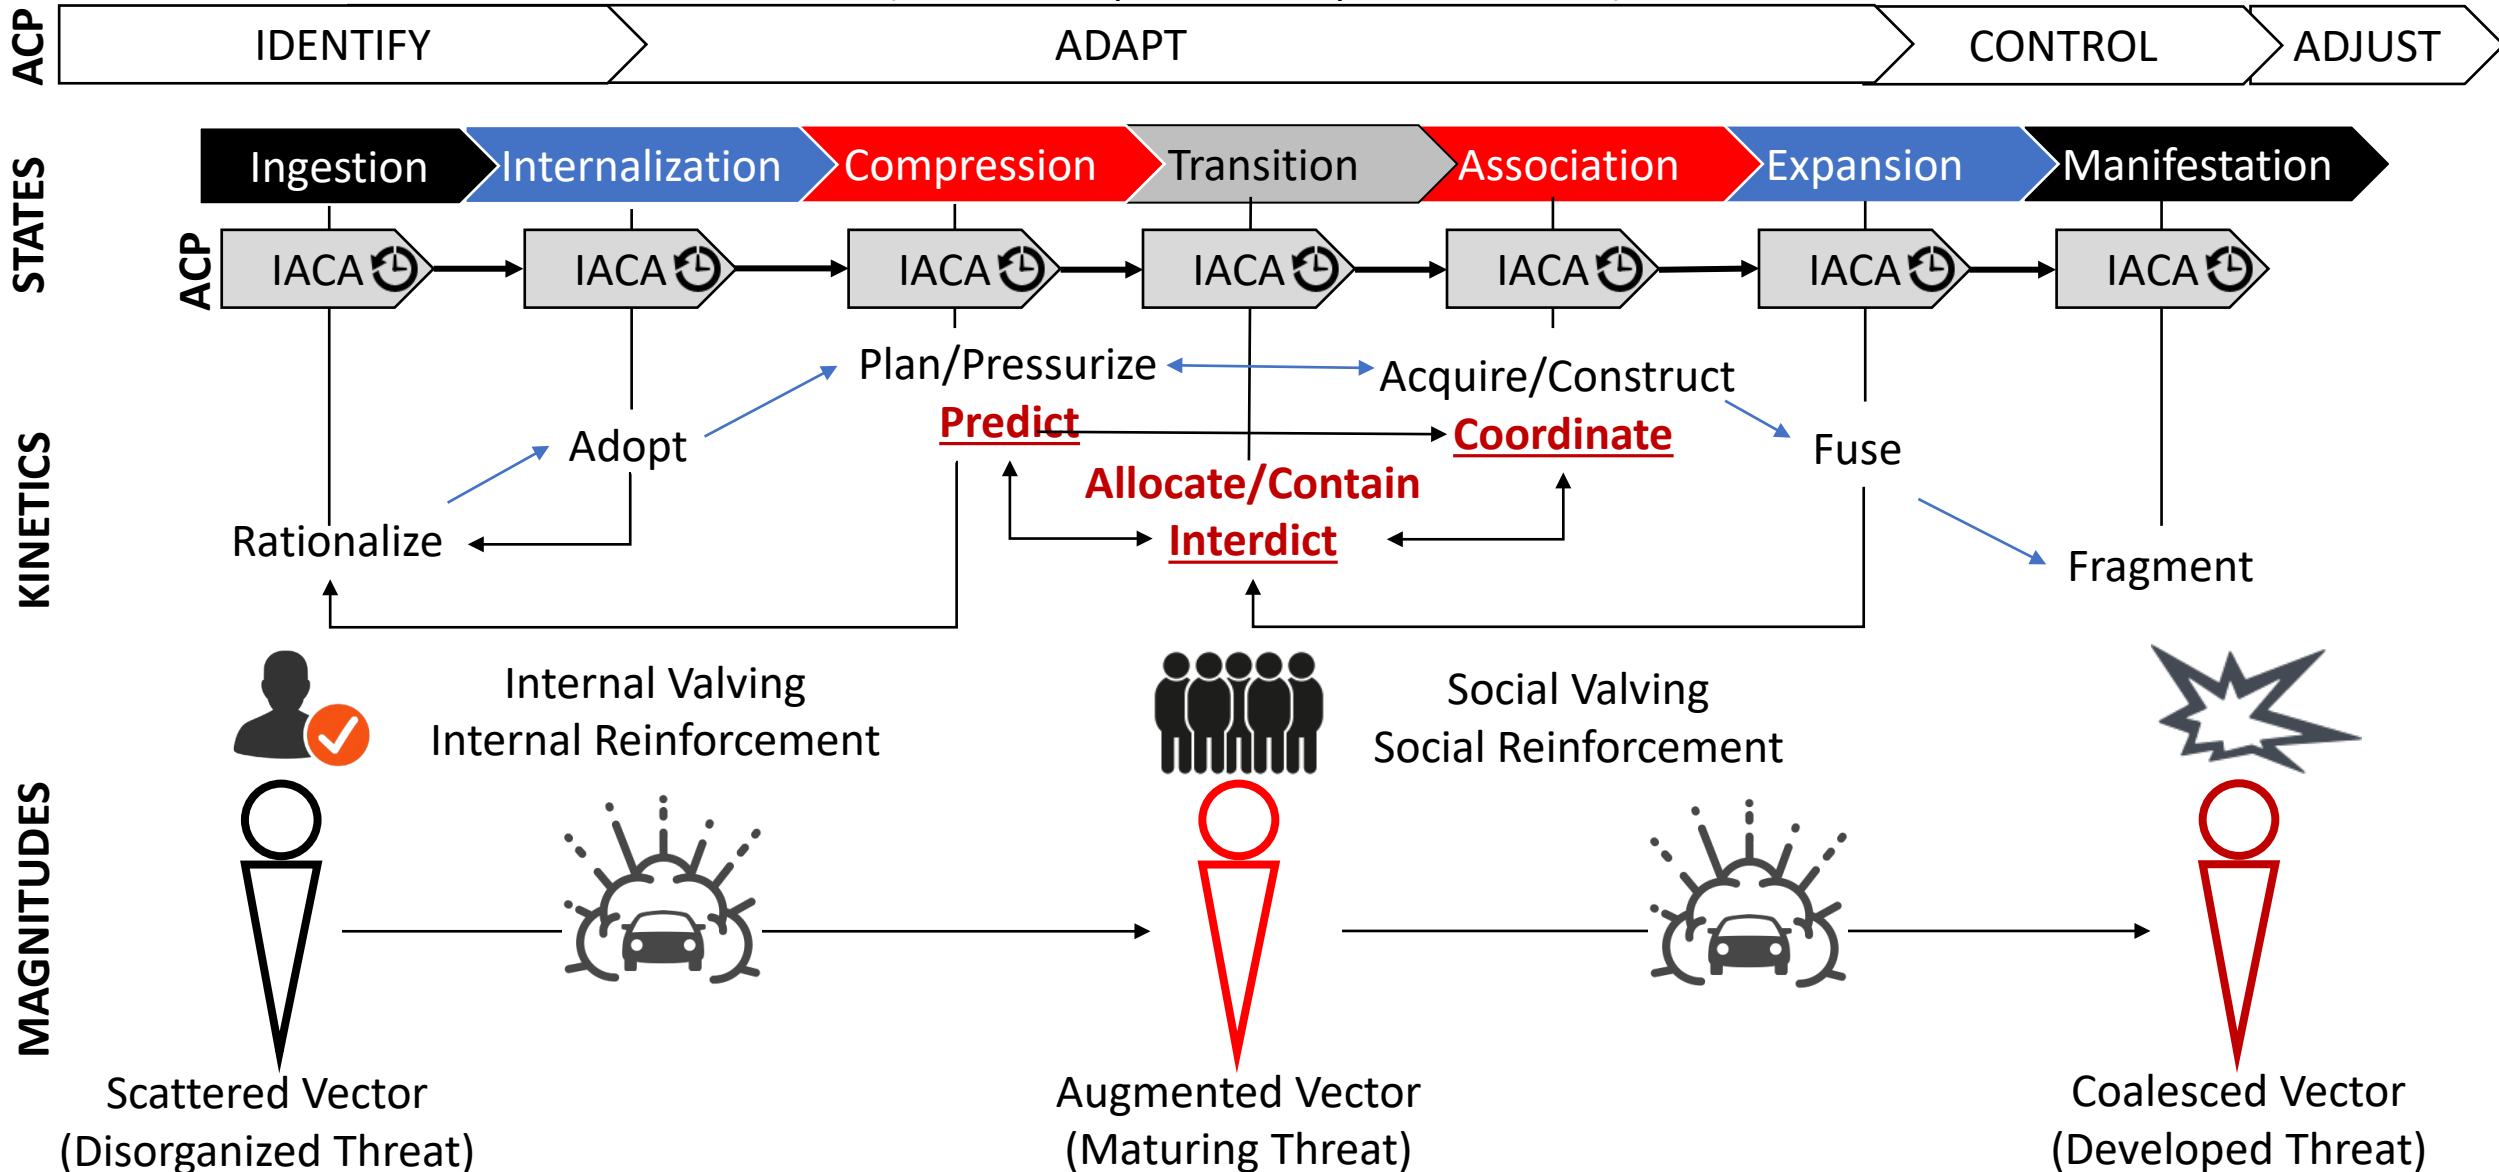 ACP
IDENTIFY
ADAPT
CONTROL
ADJUST
STATES
Ingestion
Internalization
Compression
Transition
Association
Expansion
Manifestation
ACP
IACA
IACA
IACA
IACA
IACA
IACA
IACA
KINETICS
Plan/Pressurize
Acquire/Construct
Predict
Coordinate
Adopt
Fuse
Allocate/Contain
Rationalize
Interdict
Fragment
Internal Valving
Internal Reinforcement
Social Valving
Social Reinforcement
MAGNITUDES
Scattered Vector
(Disorganized Threat)
Augmented Vector
(Maturing Threat)
Coalesced Vector
(Developed Threat)